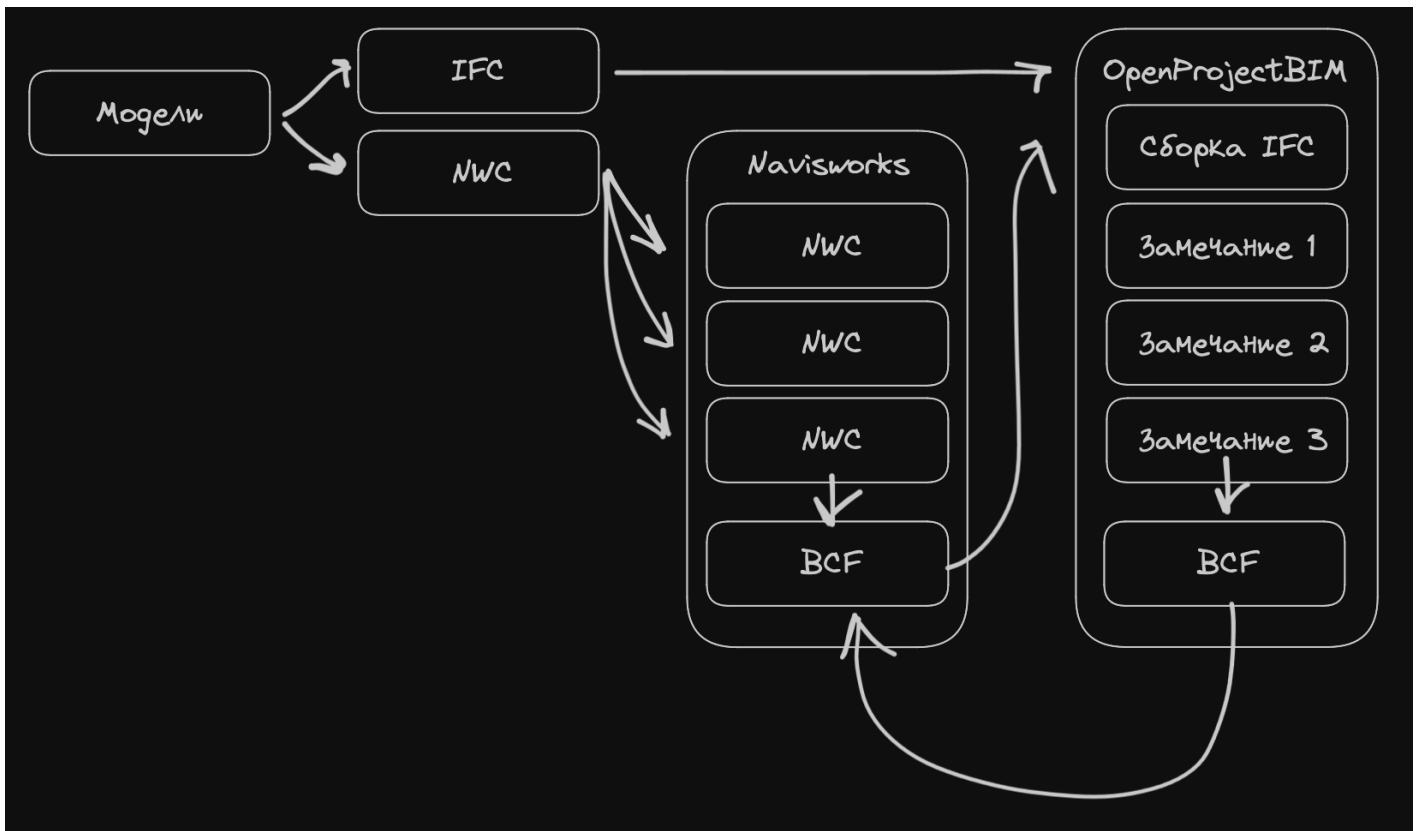 Модели
IFC
NWC
Navisworks
NWC
NWC
NWC
BCF
OpenProjectBIM
Сборка IFC
Замечание 1
Замечание 2
Замечание 3
BCF